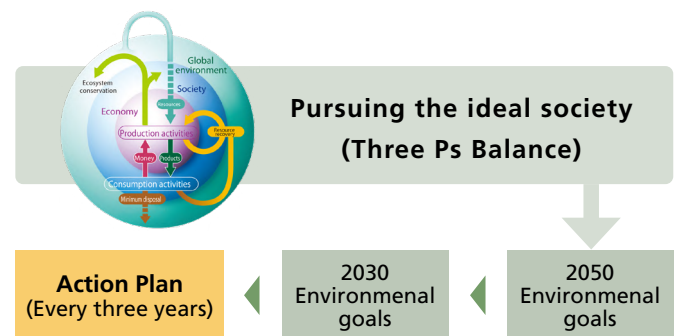 Global
environment
Ecosystem
conservation
Society
Resources
Economy
Production activities
Resource
recovery
Money
Products
Consumption activities
Minimum disposal
Pursuing the ideal society
(Three Ps Balance)
Action Plan
(Every three years)
2030
Environmenal
goals
2050
Environmenal
goals